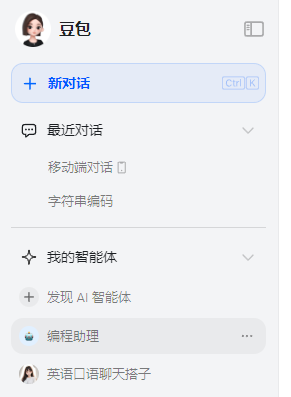 豆包
新对话 Ctrl K
最近对话
移动端对话
字符串编码
我的智能体
发现 AI 智能体
编程助理
英语口语聊天搭子